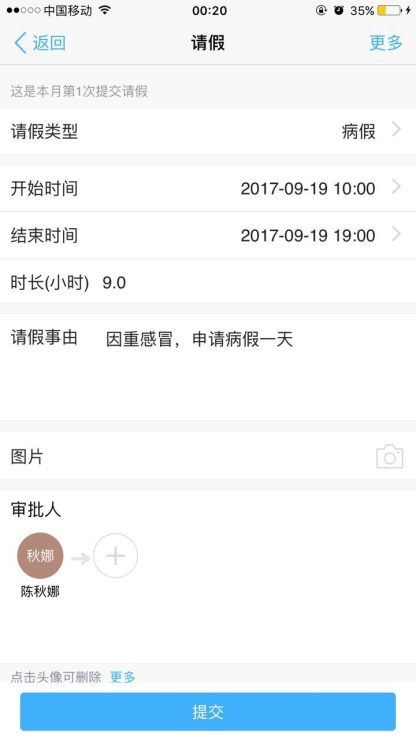 中国移动 00:20 35%
返回 请假 更多
这是本月第1次提交请假
请假类型 病假
开始时间 2017-09-19 10:00
结束时间 2017-09-19 19:00
时长(小时) 9.0
请假事由 因重感冒，申请病假一天
图片
审批人
秋娜
陈秋娜
点击头像可删除 更多
提交